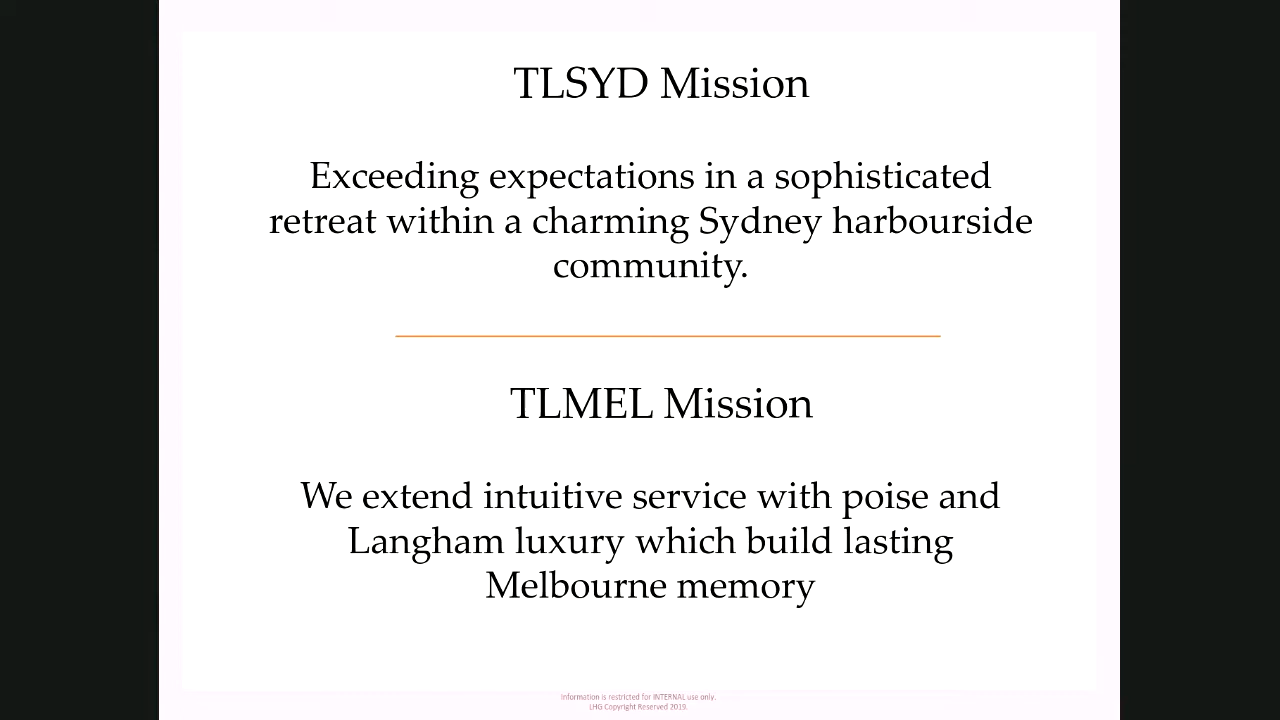 TLSYD Mission
Exceeding expectations in a sophisticated
retreat within a charming Sydney harbourside
community.
TLMEL Mission
We extend intuitive service with poise and
Langham luxury which build lasting
Melbourne memory
Information is restricted for INTERNAL use only.
LHG Copyright Reserved 2019.